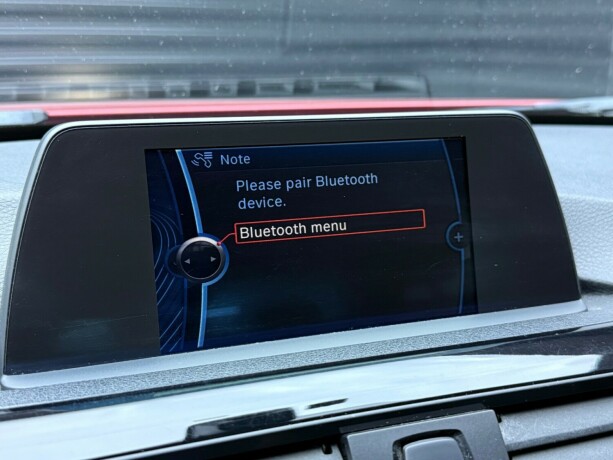 Note
Please pair Bluetooth
device.
Bluetooth menu